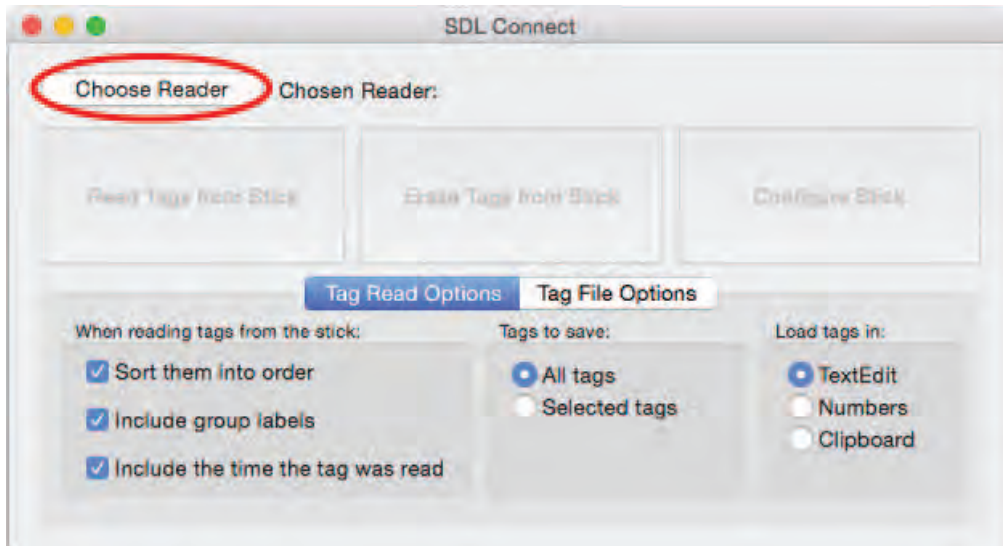 SDL Connect
Choose Reader Chosen Reader:
Read Tags from Stick Erase Tags from Stick Configure Stick
Tag Read Options Tag File Options
When reading tags from the stick: Tags to save: Load tags in:
Sort them into order All tags TextEdit
Include group labels Selected tags Numbers
Include the time the tag was read Clipboard